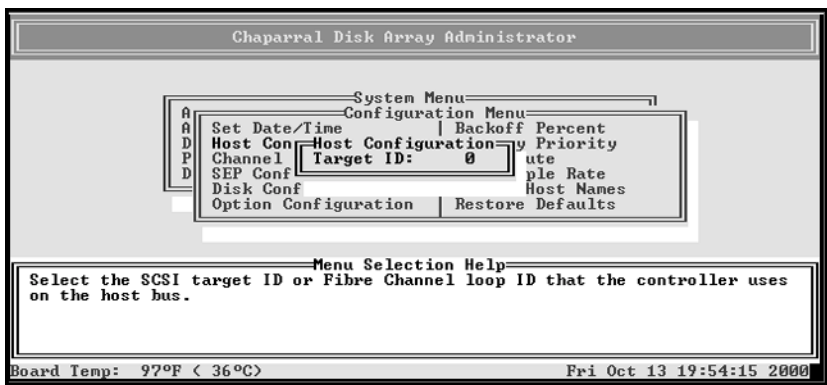 Chaparral Disk Array Administrator
System Menu
A
Configuration Menu
A Set Date/Time | Backoff Percent
D Host Con Host Configuration y Priority
P Channel Target ID: 0 ute
D SEP Conf ple Rate
Disk Conf Host Names
Option Configuration | Restore Defaults
Menu Selection Help
Select the SCSI target ID or Fibre Channel loop ID that the controller uses
on the host bus.
Board Temp: 97°F ( 36°C) Fri Oct 13 19:54:15 2000